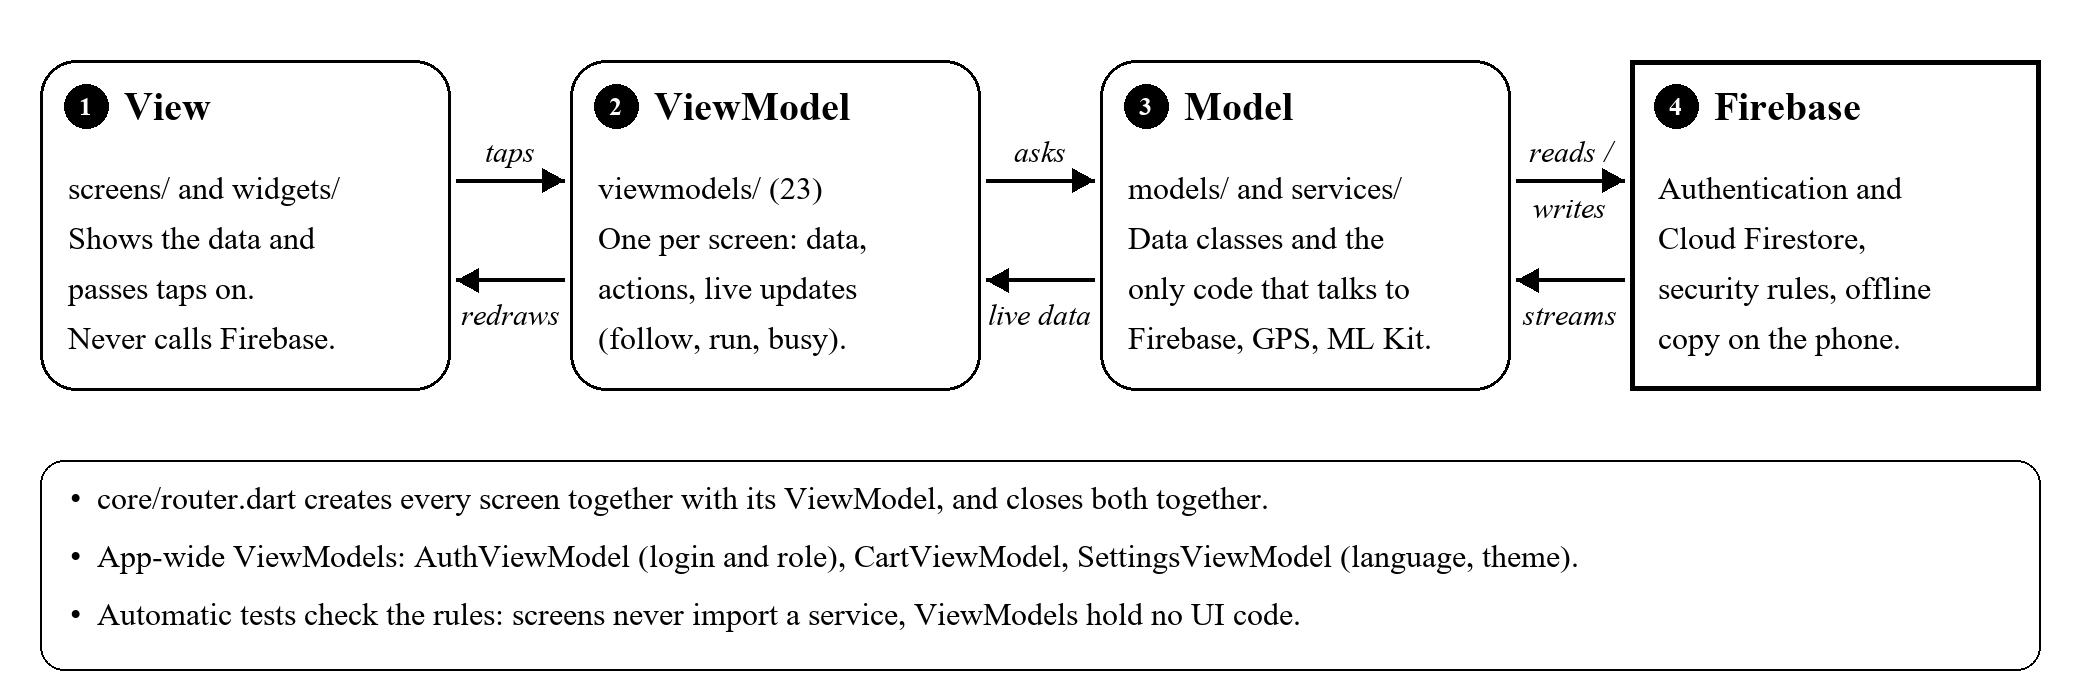 1 View
screens/ and widgets/
Shows the data and
passes taps on.
Never calls Firebase.
taps
redraws
2 ViewModel
viewmodels/ (23)
One per screen: data,
actions, live updates
(follow, run, busy).
asks
live data
3 Model
models/ and services/
Data classes and the
only code that talks to
Firebase, GPS, ML Kit.
reads /
writes
streams
4 Firebase
Authentication and
Cloud Firestore,
security rules, offline
copy on the phone.
• core/router.dart creates every screen together with its ViewModel, and closes both together.
• App-wide ViewModels: AuthViewModel (login and role), CartViewModel, SettingsViewModel (language, theme).
• Automatic tests check the rules: screens never import a service, ViewModels hold no UI code.